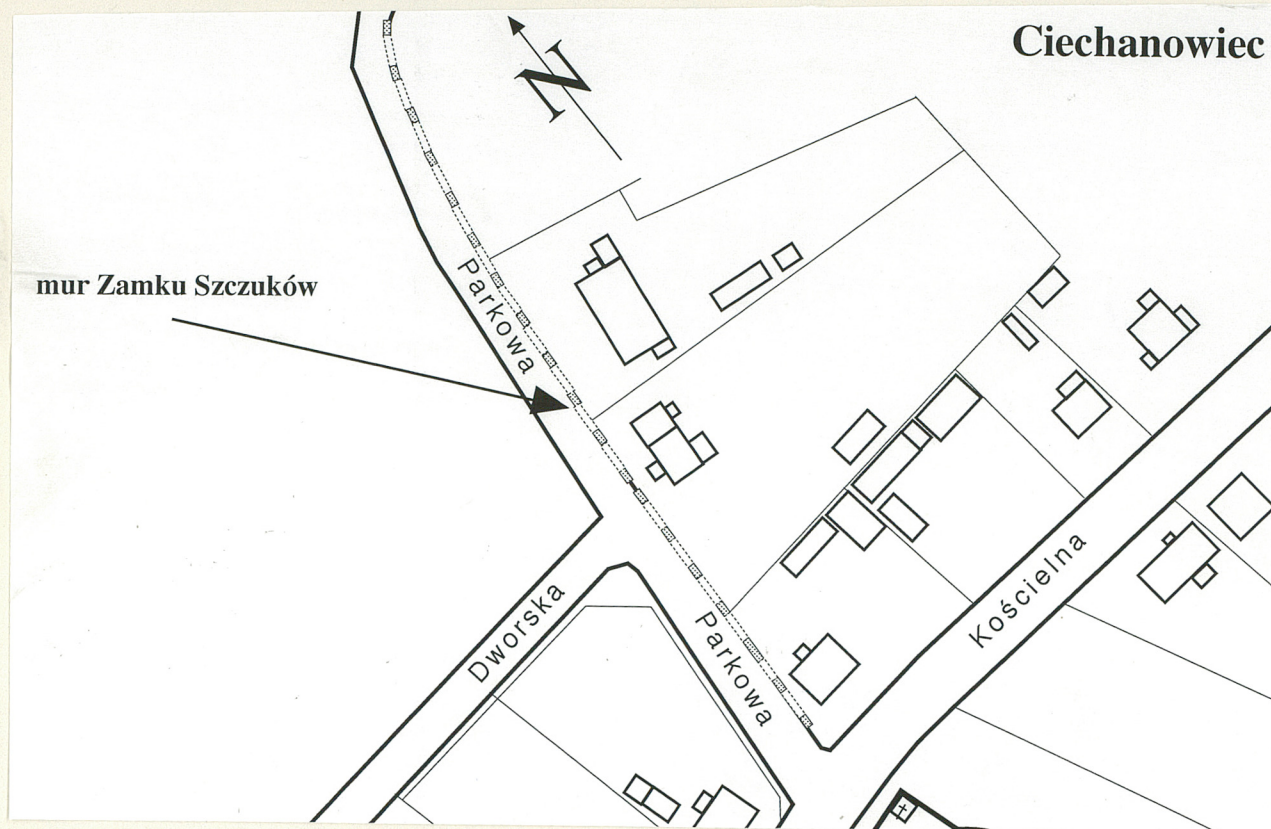 Ciechanowiec
N
mur Zamku Szczuków
Parkowa
Dworska
Parkowa
Kościelna